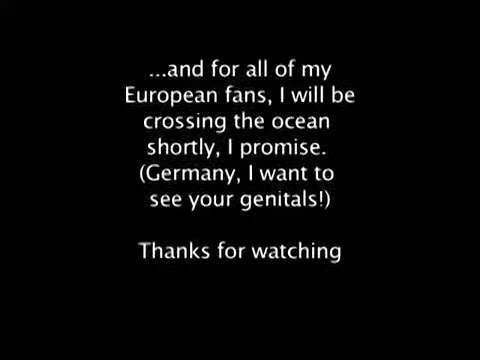 ...and for all of my
European fans, I will be
crossing the ocean
shortly, I promise.
(Germany, I want to
see your genitals!)
Thanks for watching